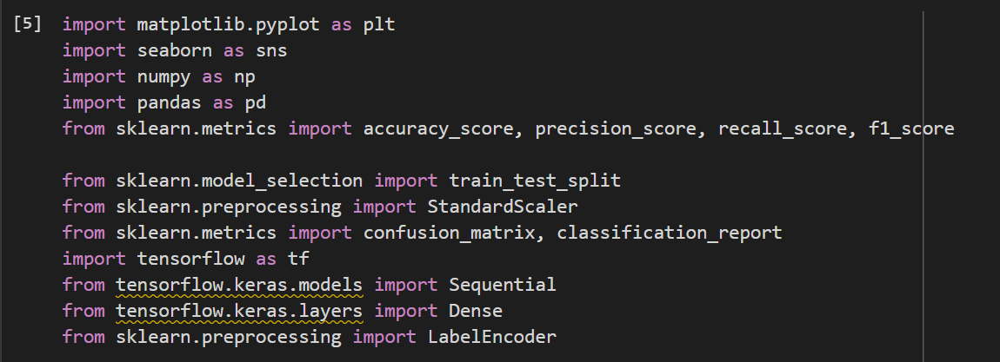 [5] import matplotlib.pyplot as plt
import seaborn as sns
import numpy as np
import pandas as pd
from sklearn.metrics import accuracy_score, precision_score, recall_score, f1_score
from sklearn.model_selection import train_test_split
from sklearn.preprocessing import StandardScaler
from sklearn.metrics import confusion_matrix, classification_report
import tensorflow as tf
from tensorflow.keras.models import Sequential
from tensorflow.keras.layers import Dense
from sklearn.preprocessing import LabelEncoder